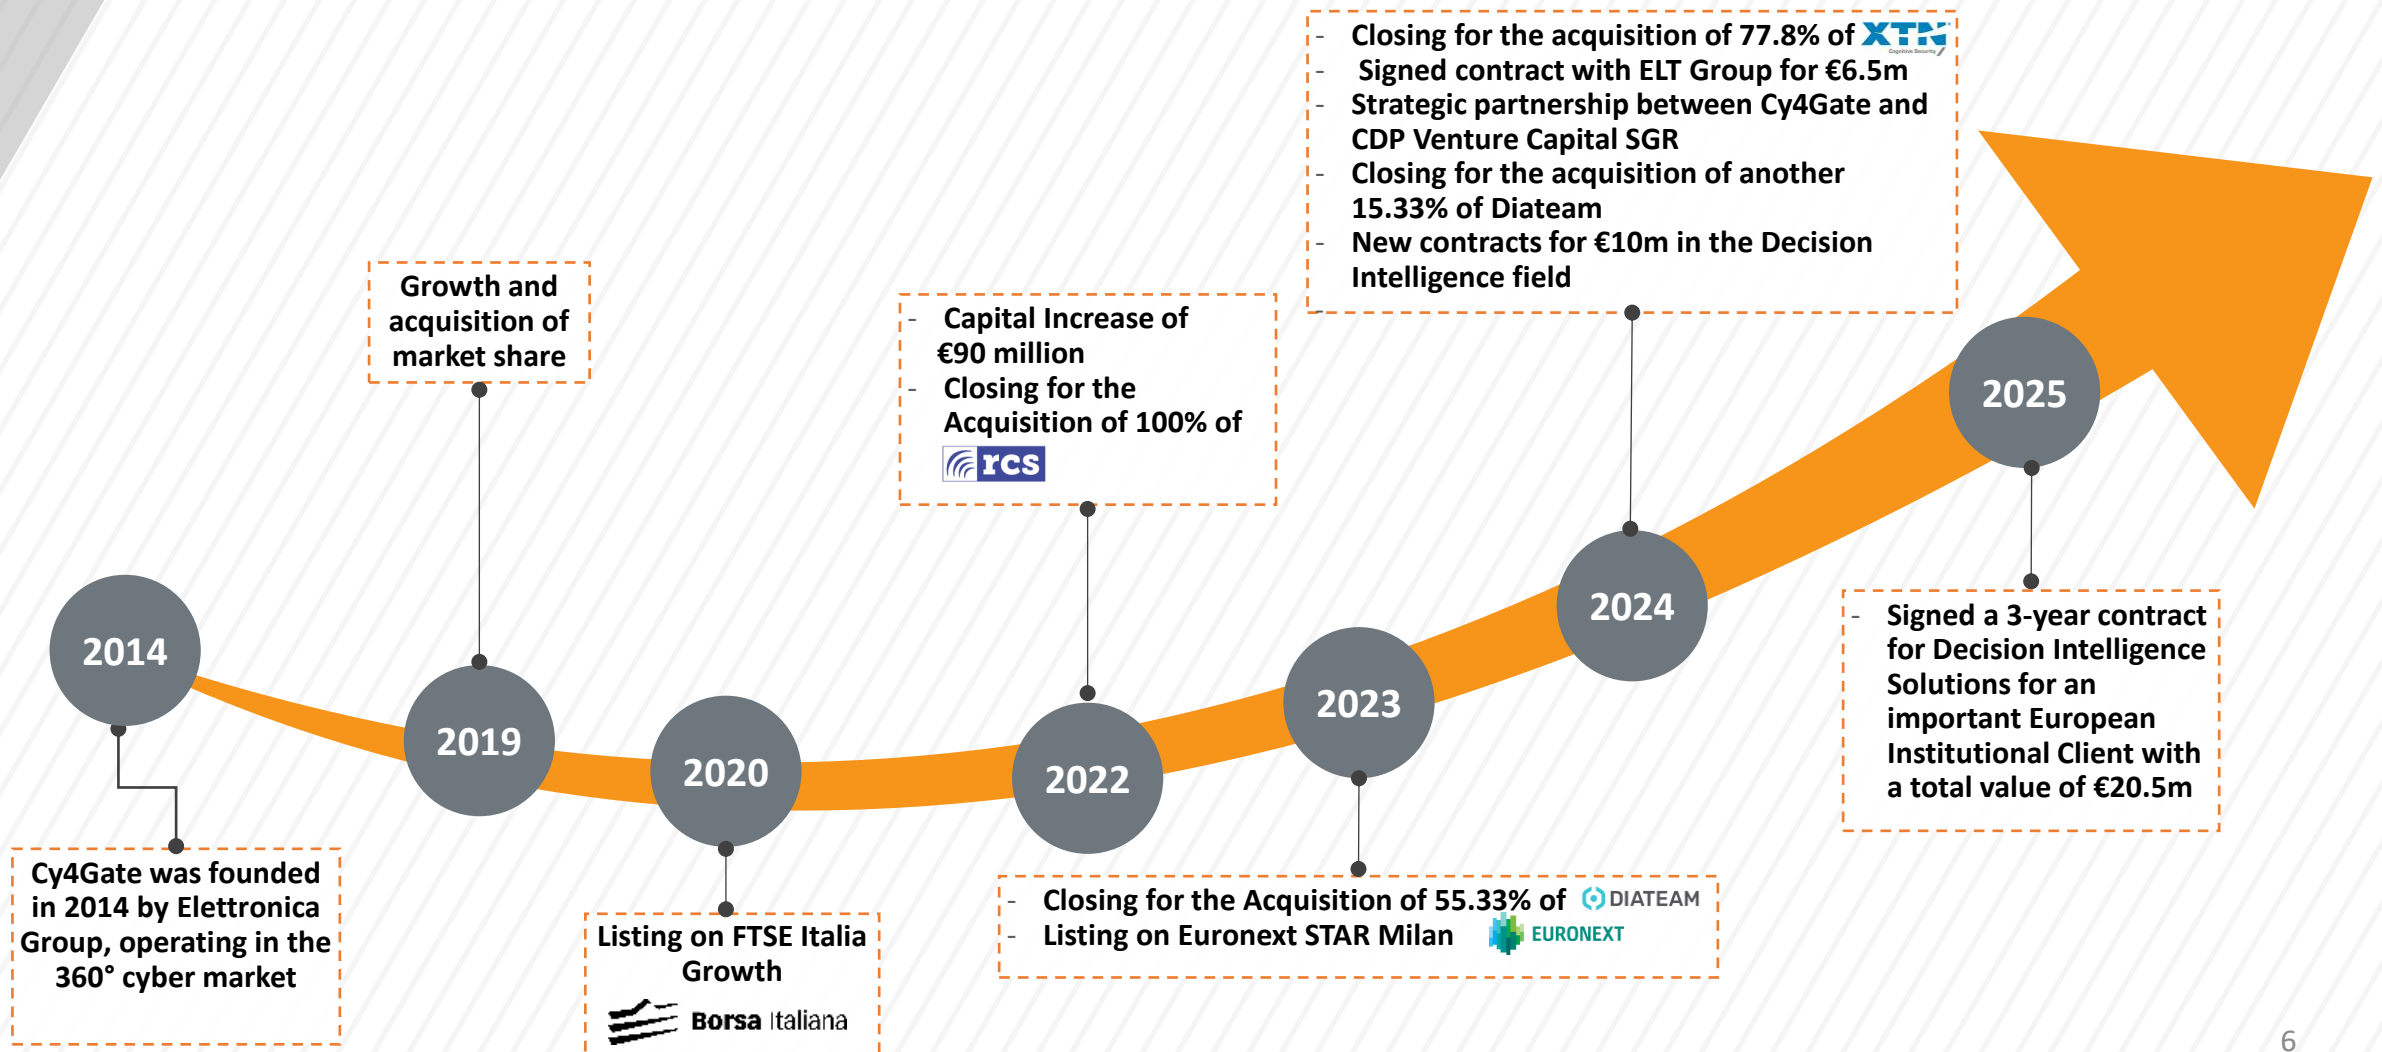 2014
Cy4Gate was founded
in 2014 by Elettronica
Group, operating in the
360° cyber market
Growth and
acquisition of
market share
2019
2020
Listing on FTSE Italia
Growth
Borsa Italiana
- Capital Increase of
€90 million
- Closing for the
Acquisition of 100% of
rcs
2022
2023
- Closing for the Acquisition of 55.33% of DIATEAM
- Listing on Euronext STAR Milan EURONEXT
- Closing for the acquisition of 77.8% of XTN
Cognitive Security
- Signed contract with ELT Group for €6.5m
- Strategic partnership between Cy4Gate and
CDP Venture Capital SGR
- Closing for the acquisition of another
15.33% of Diateam
- New contracts for €10m in the Decision
Intelligence field
-
2024
2025
- Signed a 3-year contract
for Decision Intelligence
Solutions for an
important European
Institutional Client with
a total value of €20.5m
6